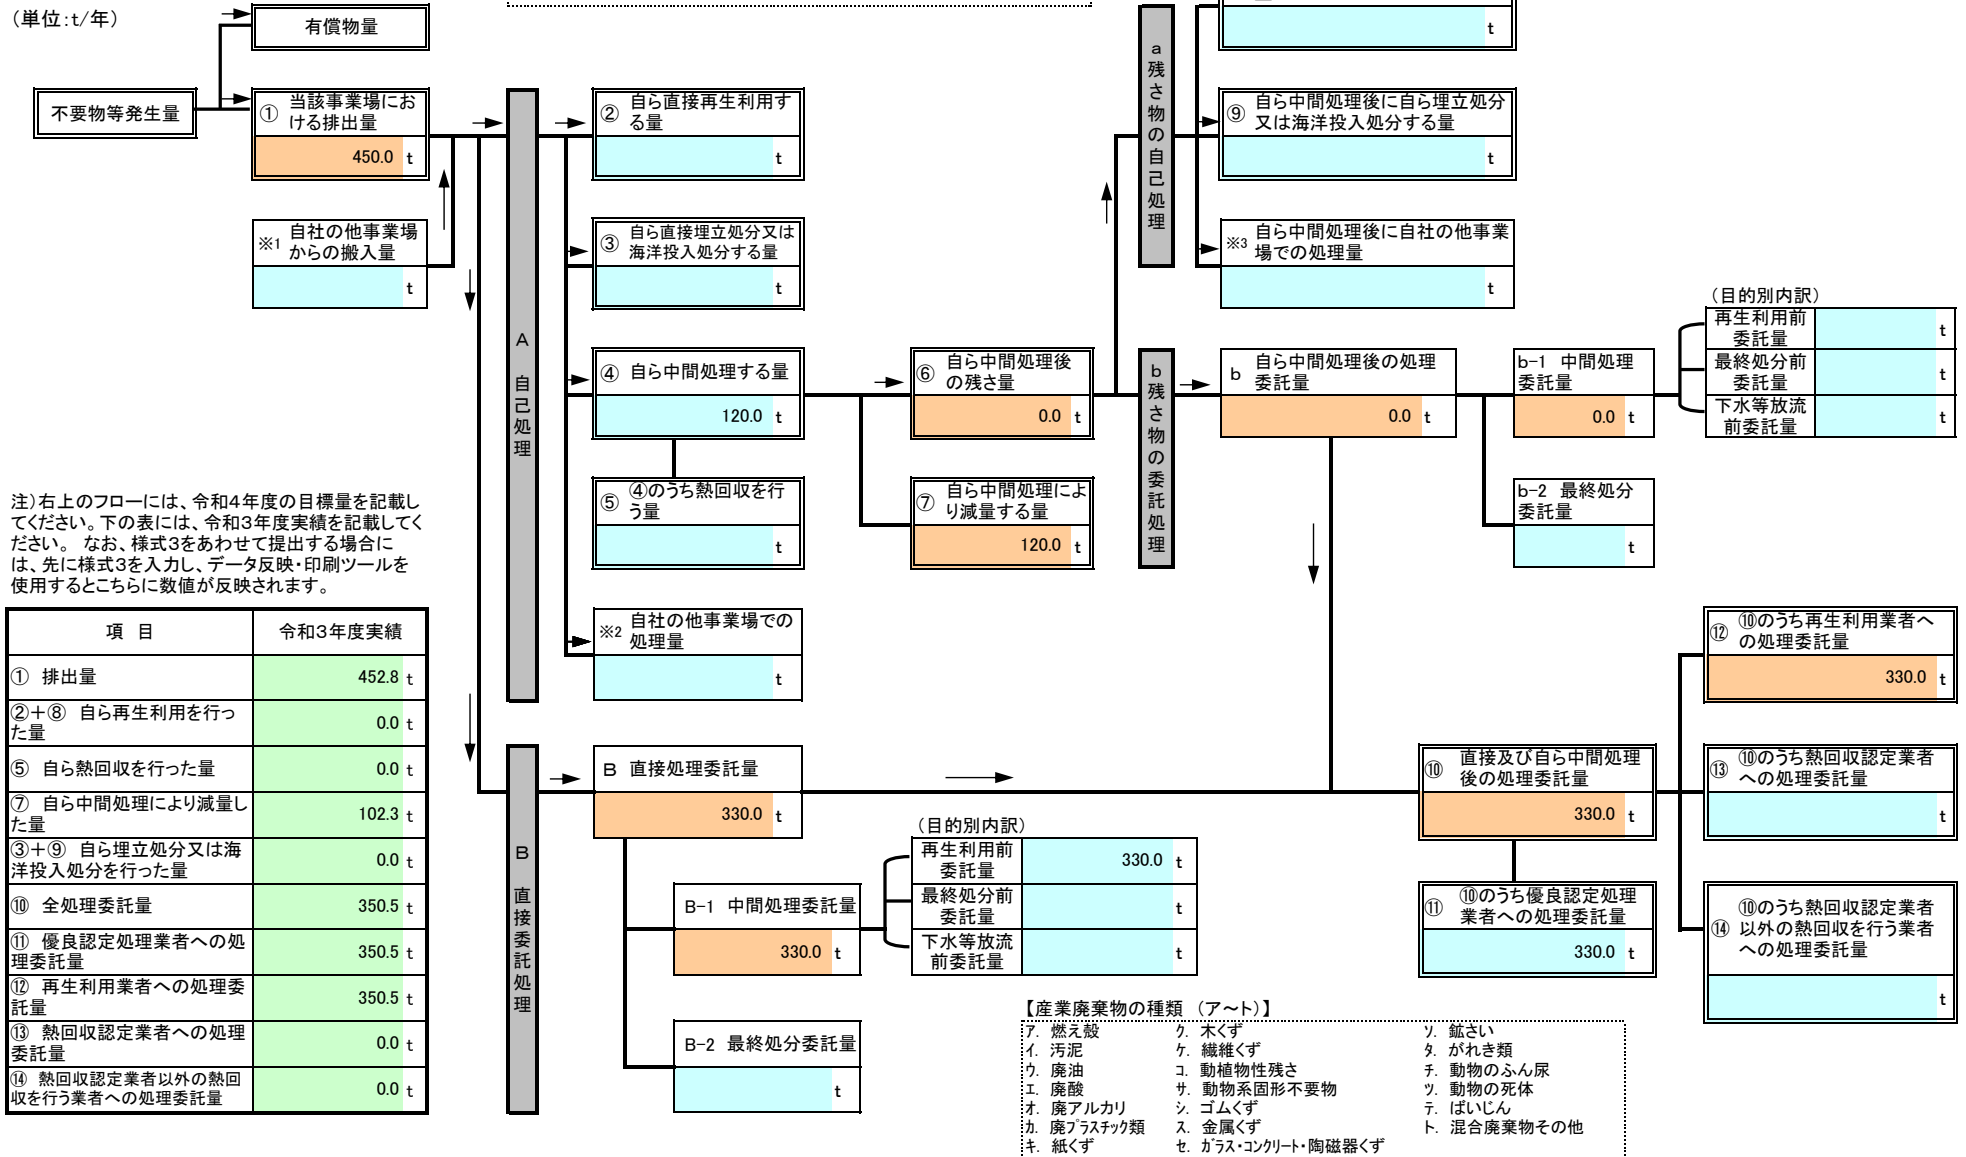 (単位:t/年)
有償物量
不要物等発生量
① 当該事業場にお
ける排出量
450.0 t
※1 自社の他事業場
からの搬入量
t
A 自己処理
② 自ら直接再生利用す
る量
t
③ 自ら直接埋立処分又は
海洋投入処分する量
t
④ 自ら中間処理する量
120.0 t
⑤ ④のうち熱回収を行
う量
t
※2 自社の他事業場での
処理量
t
⑥ 自ら中間処理後
の残さ量
0.0 t
⑦ 自ら中間処理によ
り減量する量
120.0 t
a 残さ物の自己処理
t
⑨ 自ら中間処理後に自ら埋立処分
又は海洋投入処分する量
t
※3 自ら中間処理後に自社の他事業
場での処理量
t
b 残さ物の委託処理
b 自ら中間処理後の処理
委託量
0.0 t
b-1 中間処理
委託量
0.0 t
(目的別内訳)
再生利用前
委託量
t
最終処分前
委託量
t
下水等放流
前委託量
t
b-2 最終処分
委託量
t
注)右上のフローには、令和4年度の目標量を記載し
てください。下の表には、令和3年度実績を記載してく
ださい。 なお、様式3をあわせて提出する場合に
は、先に様式3を入力し、データ反映・印刷ツールを
使用するとこちらに数値が反映されます。
項 目 令和3年度実績
① 排出量 452.8 t
②+⑧ 自ら再生利用を行っ
た量 0.0 t
⑤ 自ら熱回収を行った量 0.0 t
⑦ 自ら中間処理により減量し
た量 102.3 t
③+⑨ 自ら埋立処分又は海
洋投入処分を行った量 0.0 t
⑩ 全処理委託量 350.5 t
⑪ 優良認定処理業者への処
理委託量 350.5 t
⑫ 再生利用業者への処理委
託量 350.5 t
⑬ 熱回収認定業者への処理
委託量 0.0 t
⑭ 熱回収認定業者以外の熱回
収を行う業者への処理委託量 0.0 t
B 直接委託処理
B 直接処理委託量
330.0 t
B-1 中間処理委託量
330.0 t
(目的別内訳)
再生利用前
委託量
330.0 t
最終処分前
委託量
t
下水等放流
前委託量
t
B-2 最終処分委託量
t
⑩ 直接及び自ら中間処理
後の処理委託量
330.0 t
⑪ ⑩のうち優良認定処理
業者への処理委託量
330.0 t
⑫ ⑩のうち再生利用業者へ
の処理委託量
330.0 t
⑬ ⑩のうち熱回収認定業者
への処理委託量
t
⑭ ⑩のうち熱回収認定業者
以外の熱回収を行う業者
への処理委託量
t
【産業廃棄物の種類 (ア~ト)】
ア. 燃え殻 ク. 木くず ソ. 鉱さい
イ. 汚泥 ケ. 繊維くず タ. がれき類
ウ. 廃油 コ. 動植物性残さ チ. 動物のふん尿
エ. 廃酸 サ. 動物系固形不要物 ツ. 動物の死体
オ. 廃アルカリ シ. ゴムくず テ. ばいじん
カ. 廃プラスチック類 ス. 金属くず ト. 混合廃棄物その他
キ. 紙くず セ. ガラス・コンクリート・陶磁器くず